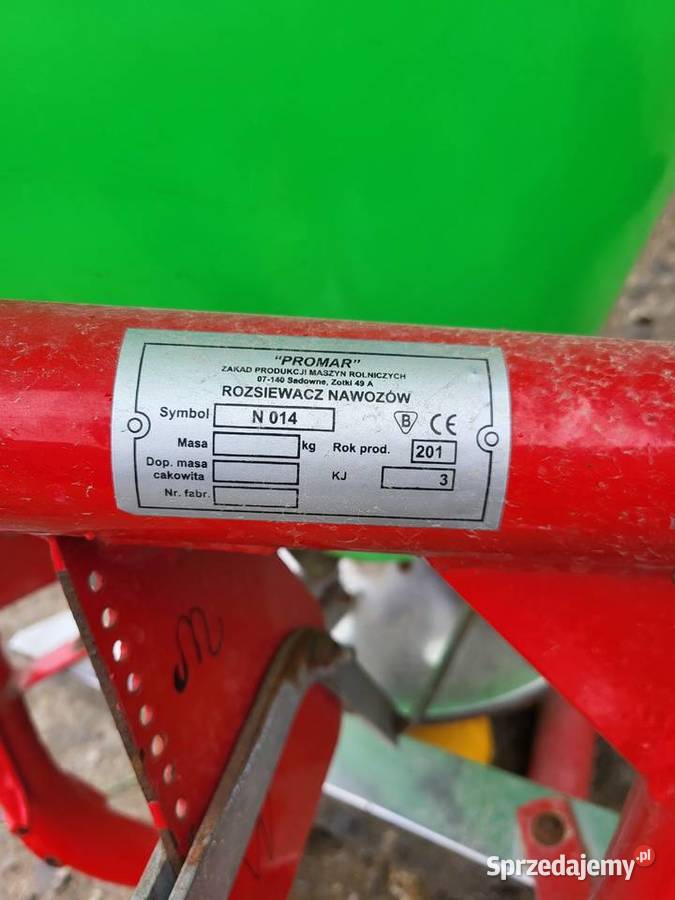 "PROMAR"
ZAKAD PRODUKCJI MASZYN ROLNICZYCH
07-140 Sadowne, Zotki 49 A
ROZSIEWACZ NAWOZÓW
Symbol N 014 B CE
Masa kg Rok prod. 201
Dop. masa
cakowita KJ 3
Nr. fabr.
m
Sprzedajemy.pl